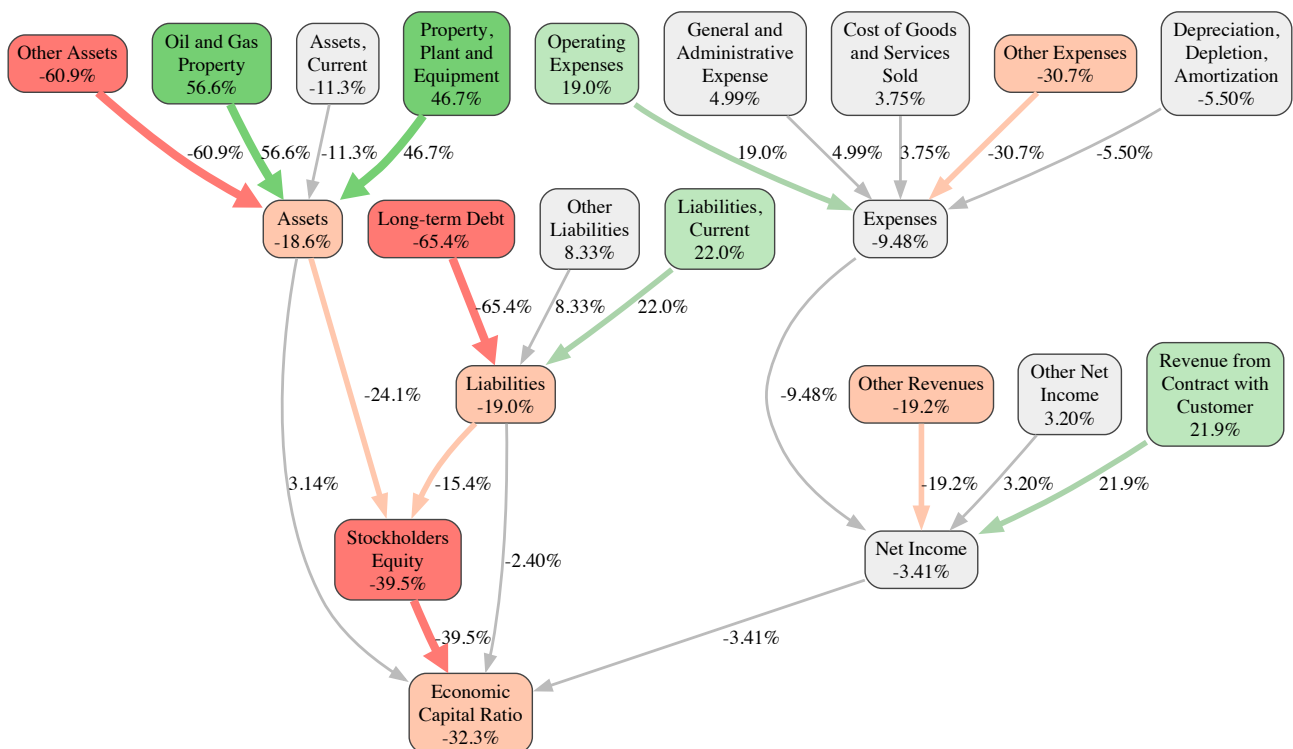 Other Assets
-60.9%
Oil and Gas
Property
56.6%
Assets,
Current
-11.3%
Property,
Plant and
Equipment
46.7%
Operating
Expenses
19.0%
General and
Administrative
Expense
4.99%
Cost of Goods
and Services
Sold
3.75%
Other Expenses
-30.7%
Depreciation,
Depletion,
Amortization
-5.50%
-60.9%
56.6%
-11.3%
46.7%
19.0%
4.99%
3.75%
-30.7%
-5.50%
Assets
-18.6%
Long-term Debt
-65.4%
Other
Liabilities
8.33%
Liabilities,
Current
22.0%
Expenses
-9.48%
-65.4%
8.33%
22.0%
Liabilities
-19.0%
-24.1%
-9.48%
Other Revenues
-19.2%
Other Net
Income
3.20%
Revenue from
Contract with
Customer
21.9%
3.14%
-15.4%
-19.2%
3.20%
21.9%
Stockholders
Equity
-39.5%
-2.40%
Net Income
-3.41%
-39.5%
-3.41%
Economic
Capital Ratio
-32.3%